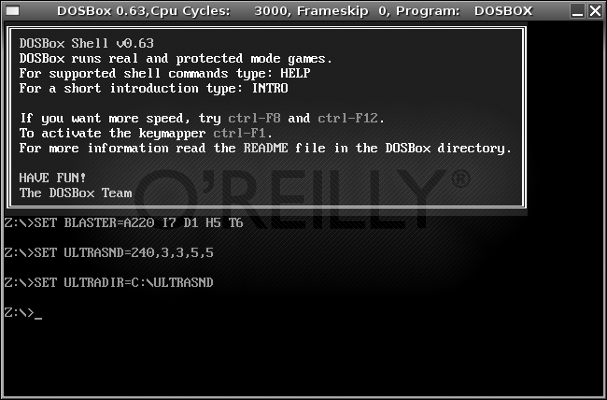 DOSBox 0.63,Cpu Cycles: 3000, Frameskip 0, Program: DOSBOX
DOSBox Shell v0.63
DOSBox runs real and protected mode games.
For supported shell commands type: HELP
For a short introduction type: INTRO
If you want more speed, try ctrl-F8 and ctrl-F12.
To activate the keymapper ctrl-F1.
For more information read the README file in the DOSBox directory.
HAVE FUN!
The DOSBox Team
O'REILLY®
Z:\>SET BLASTER=A220 I7 D1 H5 T6
Z:\>SET ULTRASND=240,3,3,5,5
Z:\>SET ULTRADIR=C:\ULTRASND
Z:\>_